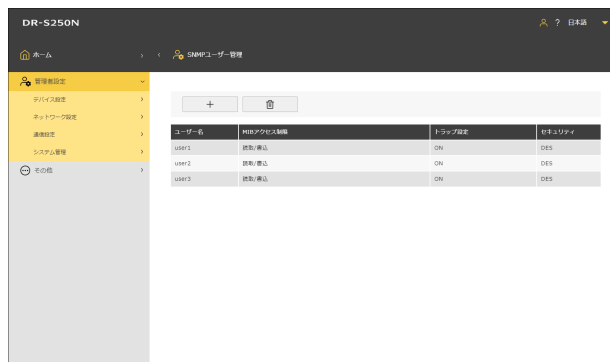 DR-S250N
? 日本語
ホーム
SNMPユーザー管理
管理者設定
デバイス設定
ネットワーク設定
通信設定
システム管理
その他
+
ユーザー名 MIBアクセス制限 トラップ設定 セキュリティ
user1 読取/書込 ON DES
user2 読取/書込 ON DES
user3 読取/書込 ON DES